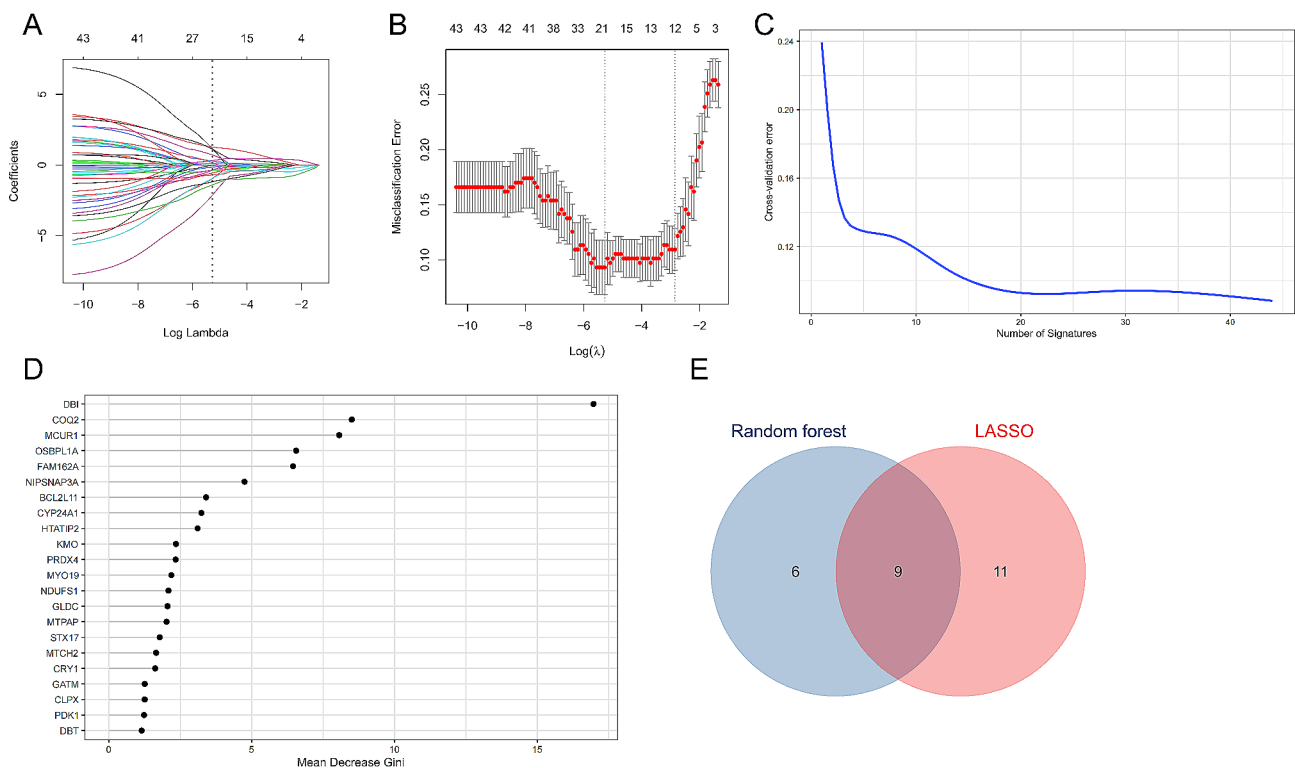 A
43 41 27 15 4
5
0
−5
Coefficients
−10 −8 −6 −4 −2
Log Lambda
B
43 43 42 41 38 33 21 15 13 12 5 3
0.25
0.20
0.15
0.10
Misclassification Error
−10 −8 −6 −4 −2
Log(λ)
C
0.24
0.20
0.16
0.12
Cross-validation error
0 10 20 30 40
Number of Signatures
D
DBI
COQ2
MCUR1
OSBPL1A
FAM162A
NIPSNAP3A
BCL2L11
CYP24A1
HTATIP2
KMO
PRDX4
MYO19
NDUFS1
GLDC
MTPAP
STX17
MTCH2
CRY1
GATM
CLPX
PDK1
DBT
0 5 10 15
Mean Decrease Gini
E
Random forest LASSO
6 9 11